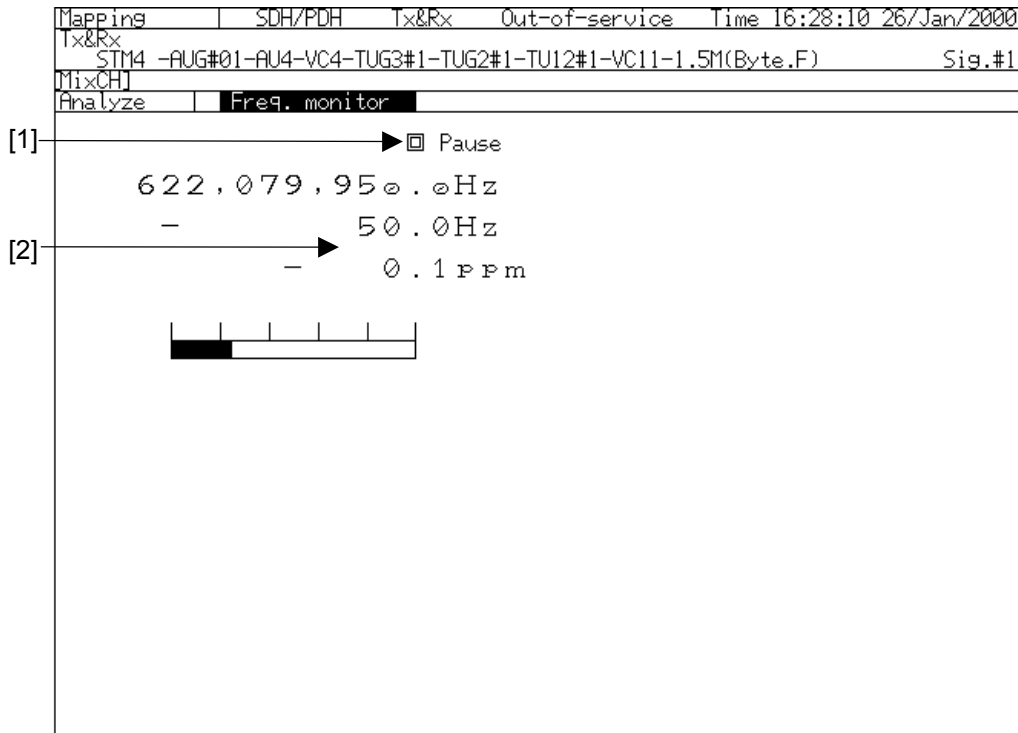 Mapping SDH/PDH Tx&Rx Out-of-service Time 16:28:10 26/Jan/2000
Tx&Rx
STM4 -AUG#01-AU4-VC4-TUG3#1-TUG2#1-TU12#1-VC11-1.5M(Byte.F) Sig.#1
[MixCH]
Analyze Freq. monitor
[1] Pause
622,079,950.0Hz
- 50.0Hz
[2]
- 0.1ppm